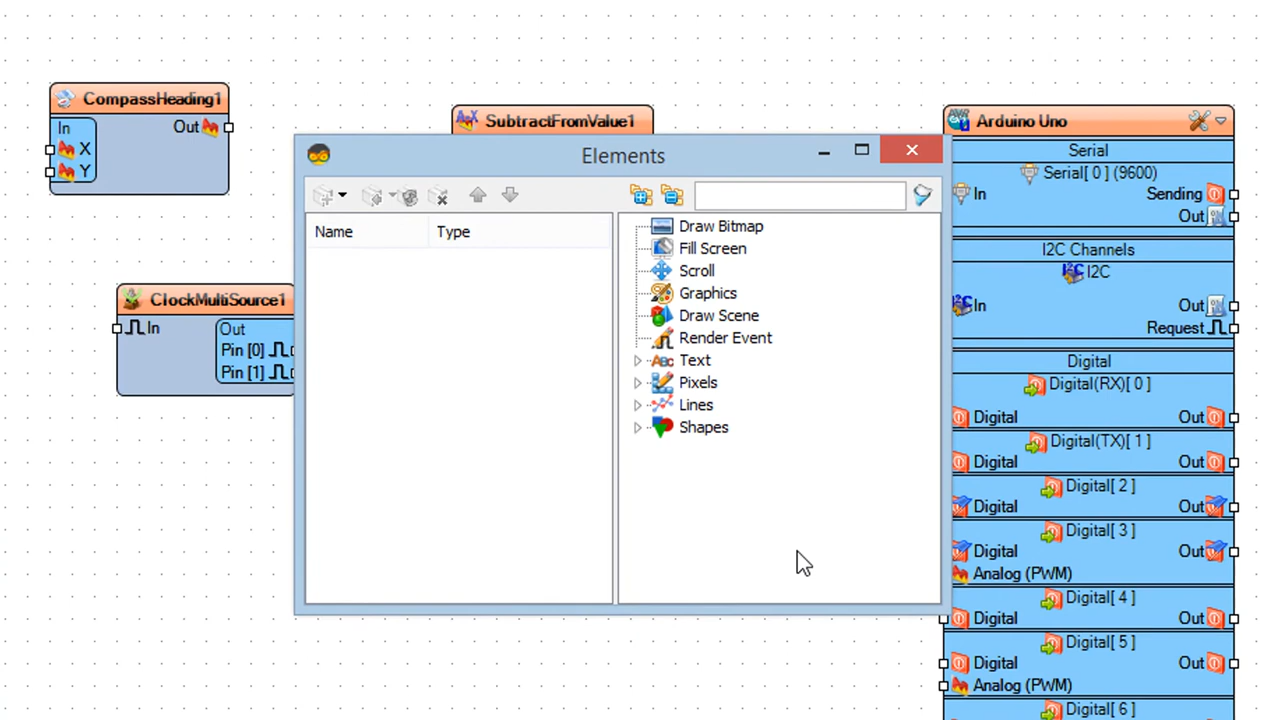 CompassHeading1
In
X
Y
Out
ClockMultiSource1
In
Out
Pin [0]
Pin [1]
SubtractFromValue1
Elements
Name Type
Draw Bitmap
Fill Screen
Scroll
Graphics
Draw Scene
Render Event
Text
Pixels
Lines
Shapes
Arduino Uno
Serial
Serial[ 0 ] (9600)
In Sending
Out
I2C Channels
I2C
In Out
Request
Digital
Digital(RX)[ 0 ]
Digital Out
Digital(TX)[ 1 ]
Digital Out
Digital[ 2 ]
Digital Out
Digital[ 3 ]
Digital Out
Analog (PWM)
Digital[ 4 ]
Digital Out
Digital[ 5 ]
Digital Out
Analog (PWM)
Digital[ 6 ]